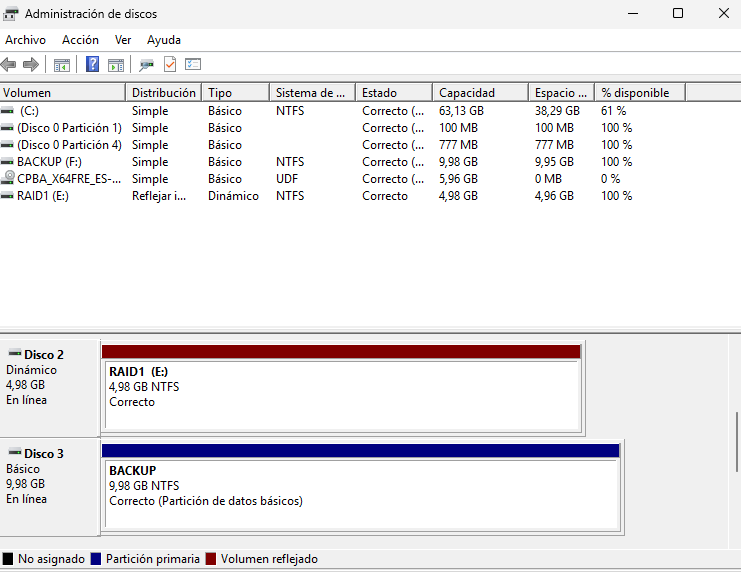 Administración de discos
Archivo Acción Ver Ayuda
Volumen Distribución Tipo Sistema de ... Estado Capacidad Espacio ... % disponible
(C:) Simple Básico NTFS Correcto (... 63,13 GB 38,29 GB 61 %
(Disco 0 Partición 1) Simple Básico Correcto (... 100 MB 100 MB 100 %
(Disco 0 Partición 4) Simple Básico Correcto (... 777 MB 777 MB 100 %
BACKUP (F:) Simple Básico NTFS Correcto (... 9,98 GB 9,95 GB 100 %
CPBA_X64FRE_ES-... Simple Básico UDF Correcto (... 5,96 GB 0 MB 0 %
RAID1 (E:) Reflejar i... Dinámico NTFS Correcto 4,98 GB 4,96 GB 100 %
Disco 2
Dinámico
4,98 GB
En línea
RAID1 (E:)
4,98 GB NTFS
Correcto
Disco 3
Básico
9,98 GB
En línea
BACKUP
9,98 GB NTFS
Correcto (Partición de datos básicos)
No asignado Partición primaria Volumen reflejado